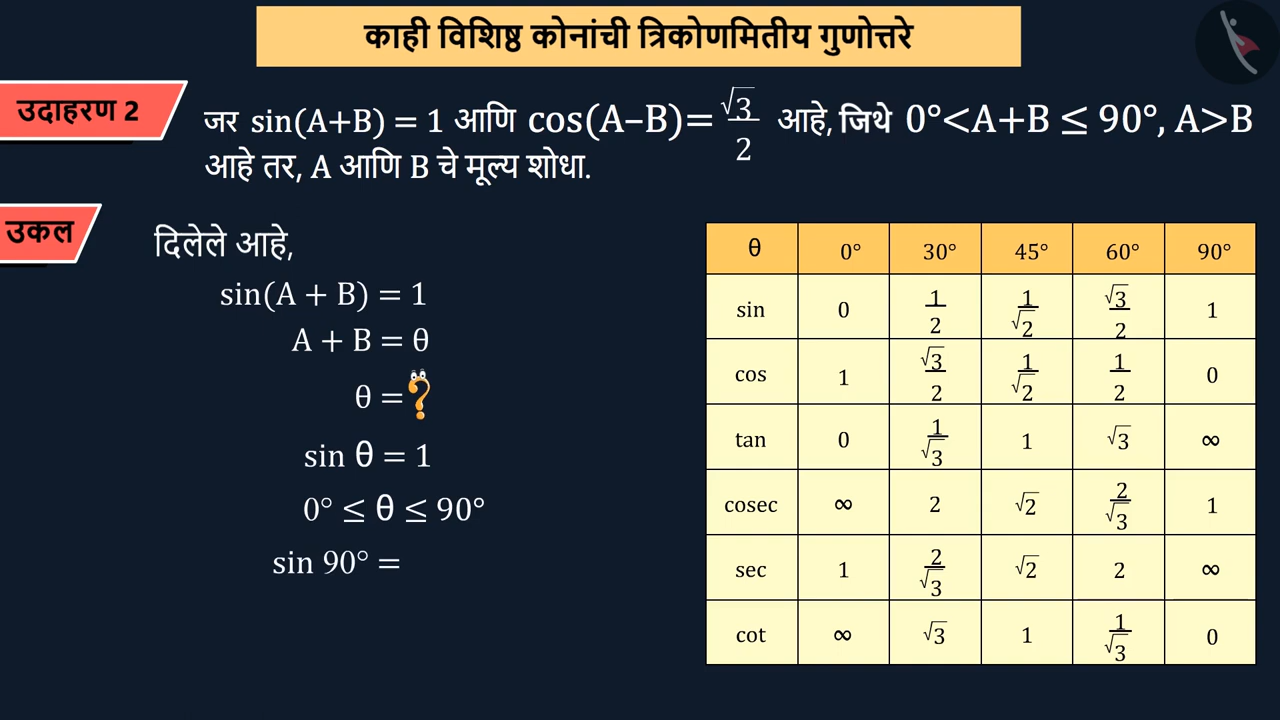 काही विशिष्ठ कोनांची त्रिकोणमितीय गुणोत्तरे
उदाहरण 2
जर sin(A+B) = 1 आणि cos(A–B)= √3/2 आहे, जिथे 0°<A+B ≤ 90°, A>B
आहे तर, A आणि B चे मूल्य शोधा.
उकल
दिलेले आहे,
sin(A + B) = 1
A + B = θ
θ = ?
sin θ = 1
0° ≤ θ ≤ 90°
sin 90° =
θ 0° 30° 45° 60° 90°
sin 0 1/2 1/√2 √3/2 1
cos 1 √3/2 1/√2 1/2 0
tan 0 1/√3 1 √3 ∞
cosec ∞ 2 √2 2/√3 1
sec 1 2/√3 √2 2 ∞
cot ∞ √3 1 1/√3 0